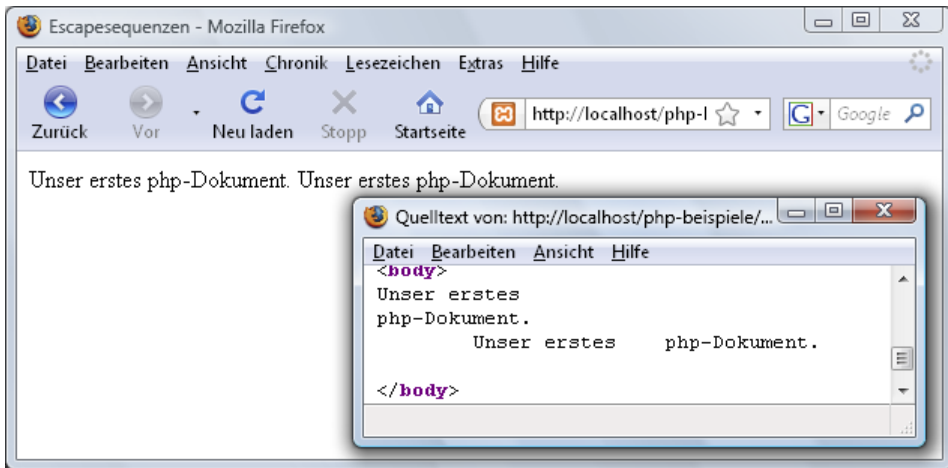 Escapesequenzen - Mozilla Firefox
Datei Bearbeiten Ansicht Chronik Lesezeichen Extras Hilfe
Zurück Vor Neu laden Stopp Startseite http://localhost/php-l G Google
Unser erstes php-Dokument. Unser erstes php-Dokument.
Quelltext von: http://localhost/php-beispiele/...
Datei Bearbeiten Ansicht Hilfe
<body>
Unser erstes
php-Dokument.
Unser erstes php-Dokument.
</body>